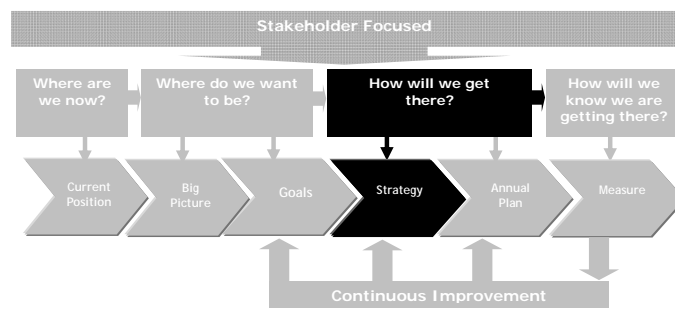 Stakeholder Focused
Where are
we now?
Where do we want
to be?
How will we get
there?
How will we
know we are
getting there?
Current
Position
Big
Picture
Goals
Strategy
Annual
Plan
Measure
Continuous Improvement